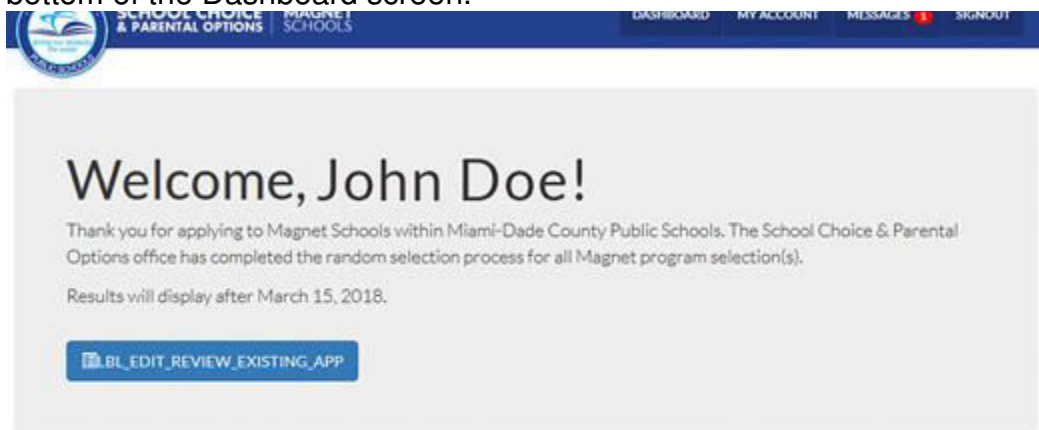 bottom of the Dashboard screen.
SCHOOL CHOICE MAGNET
& PARENTAL OPTIONS SCHOOLS
DASHBOARD MY ACCOUNT MESSAGES 1 SIGNOUT
PUBLIC SCHOOLS
Welcome, John Doe!
Thank you for applying to Magnet Schools within Miami-Dade County Public Schools. The School Choice & Parental
Options office has completed the random selection process for all Magnet program selection(s).
Results will display after March 15, 2018.
BL_EDIT_REVIEW_EXISTING_APP